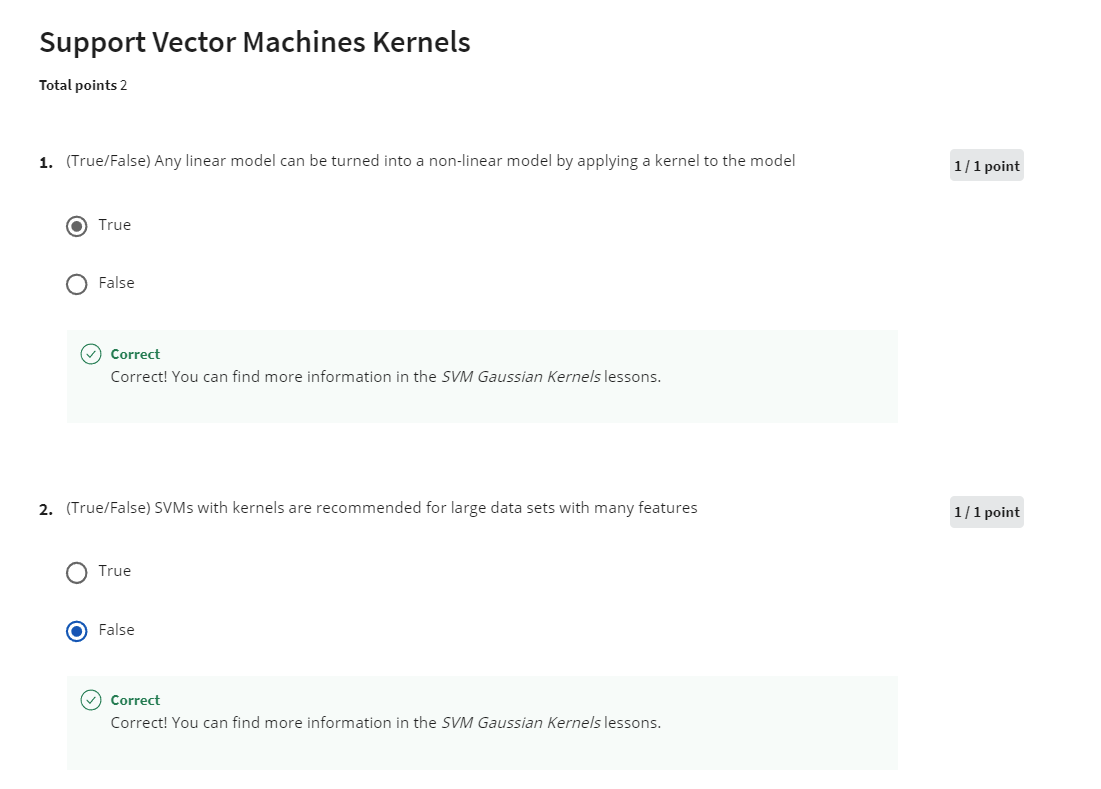 Support Vector Machines Kernels
Total points 2
1. (True/False) Any linear model can be turned into a non-linear model by applying a kernel to the model
1 / 1 point
True
False
Correct
Correct! You can find more information in the SVM Gaussian Kernels lessons.
2. (True/False) SVMs with kernels are recommended for large data sets with many features
1 / 1 point
True
False
Correct
Correct! You can find more information in the SVM Gaussian Kernels lessons.